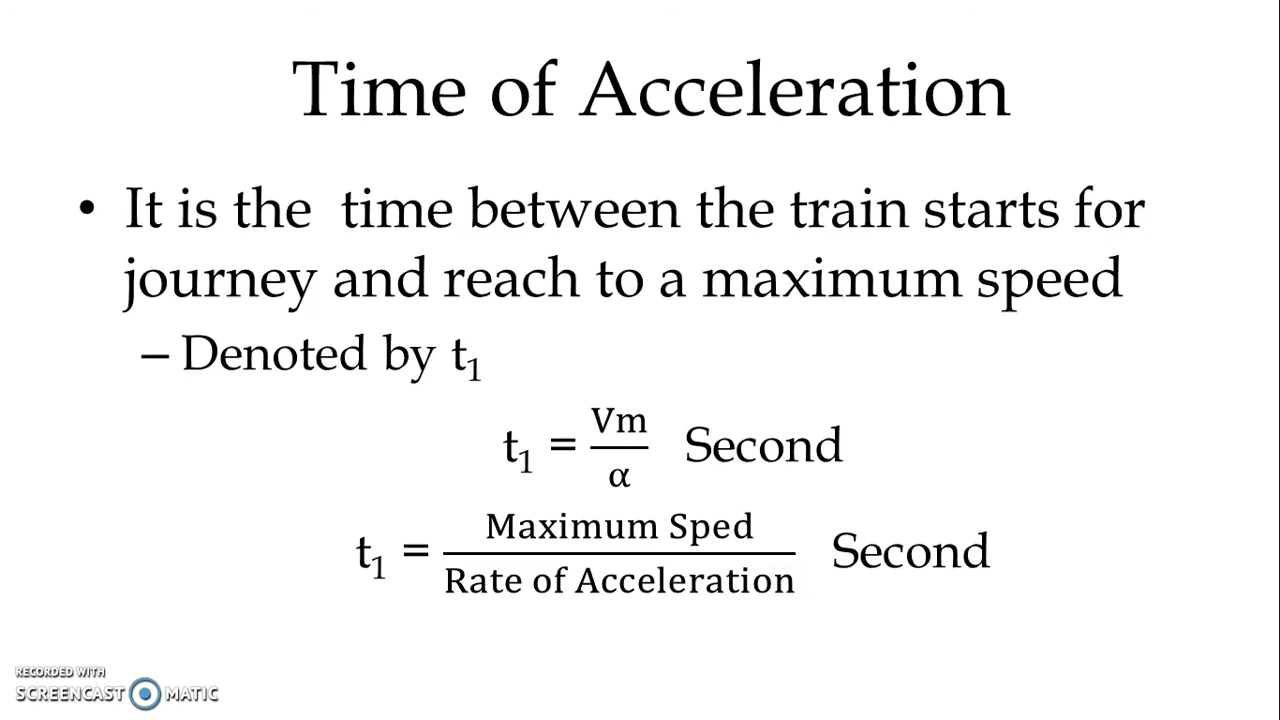 Time of Acceleration
• It is the time between the train starts for
journey and reach to a maximum speed
– Denoted by t₁
t₁ = Vm/α Second
t₁ = Maximum Sped/Rate of Acceleration Second
RECORDED WITH
SCREENCAST MATIC